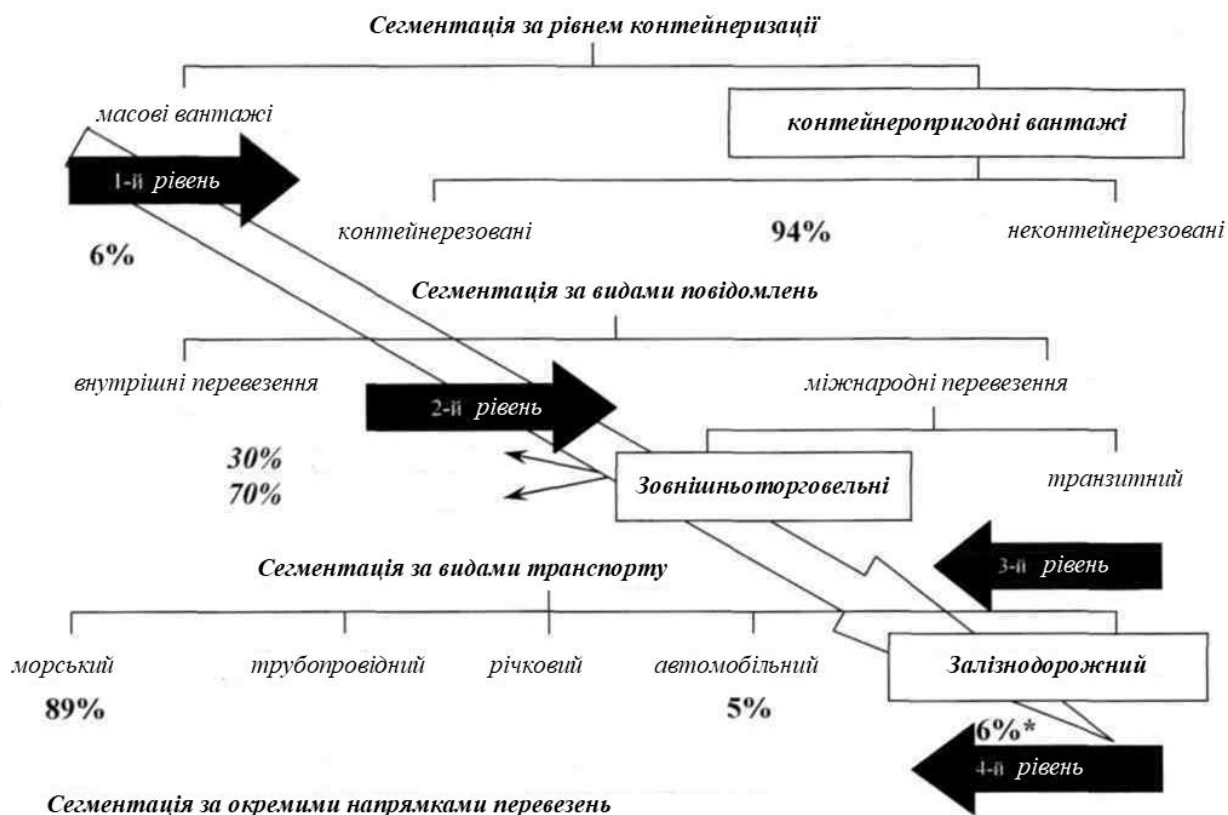 Сегментація за рівнем контейнеризації
масові вантажі
контейнеропригодні вантажі
1-й рівень
контейнерезовані
94%
неконтейнерезовані
6%
Сегментація за видами повідомлень
внутрішні перевезення
міжнародні перевезення
2-й рівень
30%
70%
Зовнішньоторговельні
транзитний
3-й рівень
Сегментація за видами транспорту
морський
трубопровідний
річковий
автомобільний
Залізнодорожний
89%
5%
6%*
4-й рівень
Сегментація за окремими напрямками перевезень